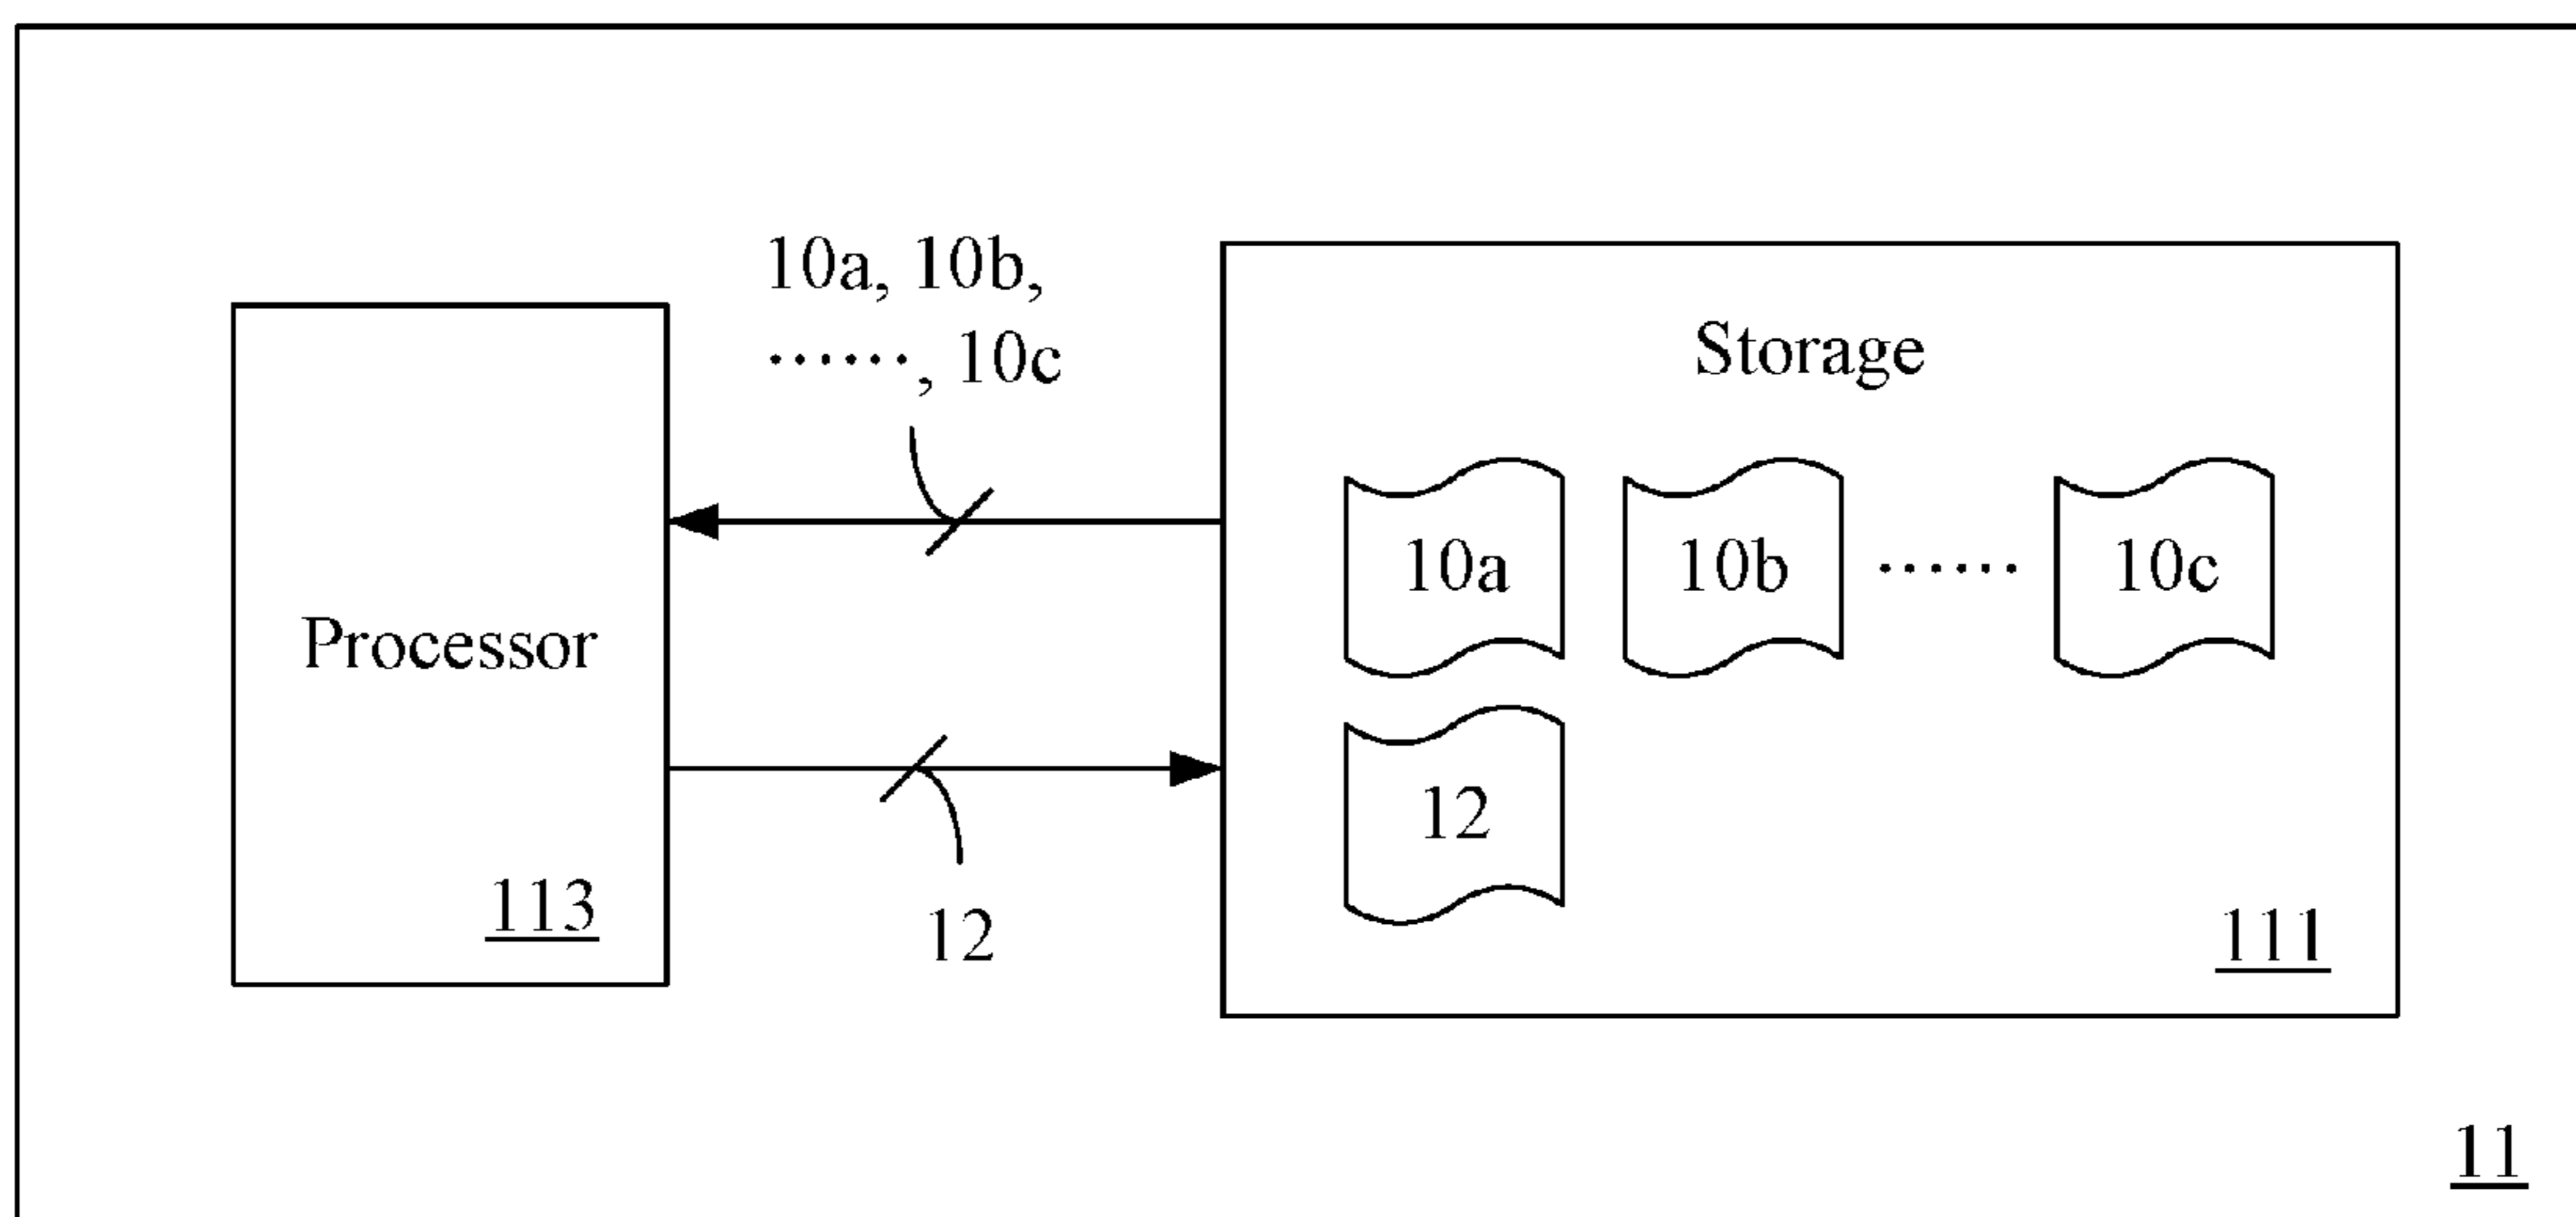 10a, 10b,
······, 10c
Storage
10a 10b ······ 10c
Processor
12
113
12
111
11